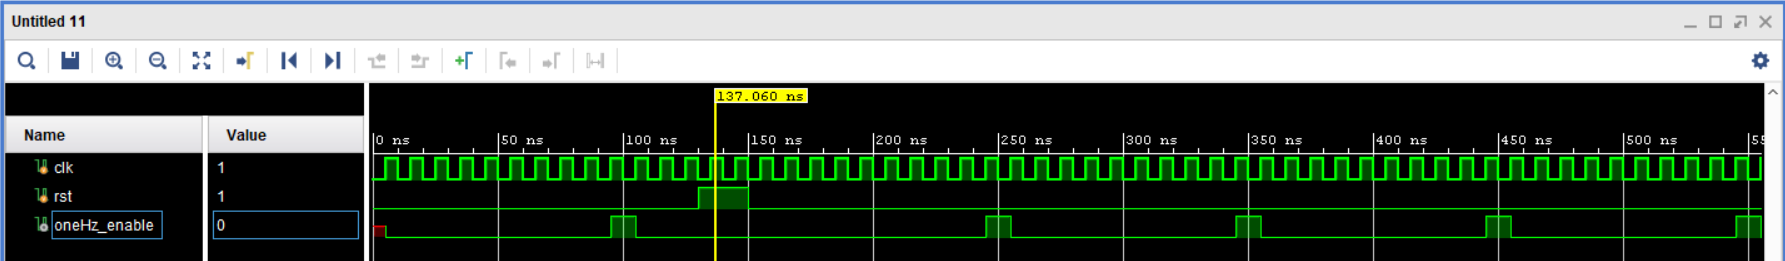 Untitled 11
137.060 ns
Name Value
0 ns 50 ns 100 ns 150 ns 200 ns 250 ns 300 ns 350 ns 400 ns 450 ns 500 ns 55
clk 1
rst 1
oneHz_enable 0